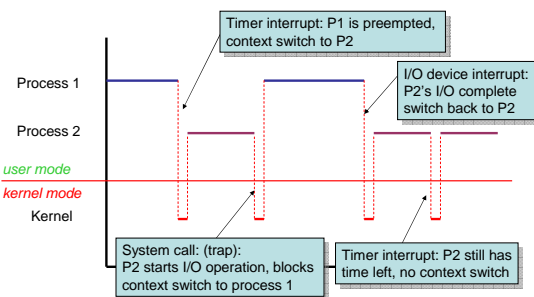 Timer interrupt: P1 is preempted,
context switch to P2
Process 1
I/O device interrupt:
P2's I/O complete
switch back to P2
Process 2
user mode
kernel mode
Kernel
System call: (trap):
P2 starts I/O operation, blocks
context switch to process 1
Timer interrupt: P2 still has
time left, no context switch